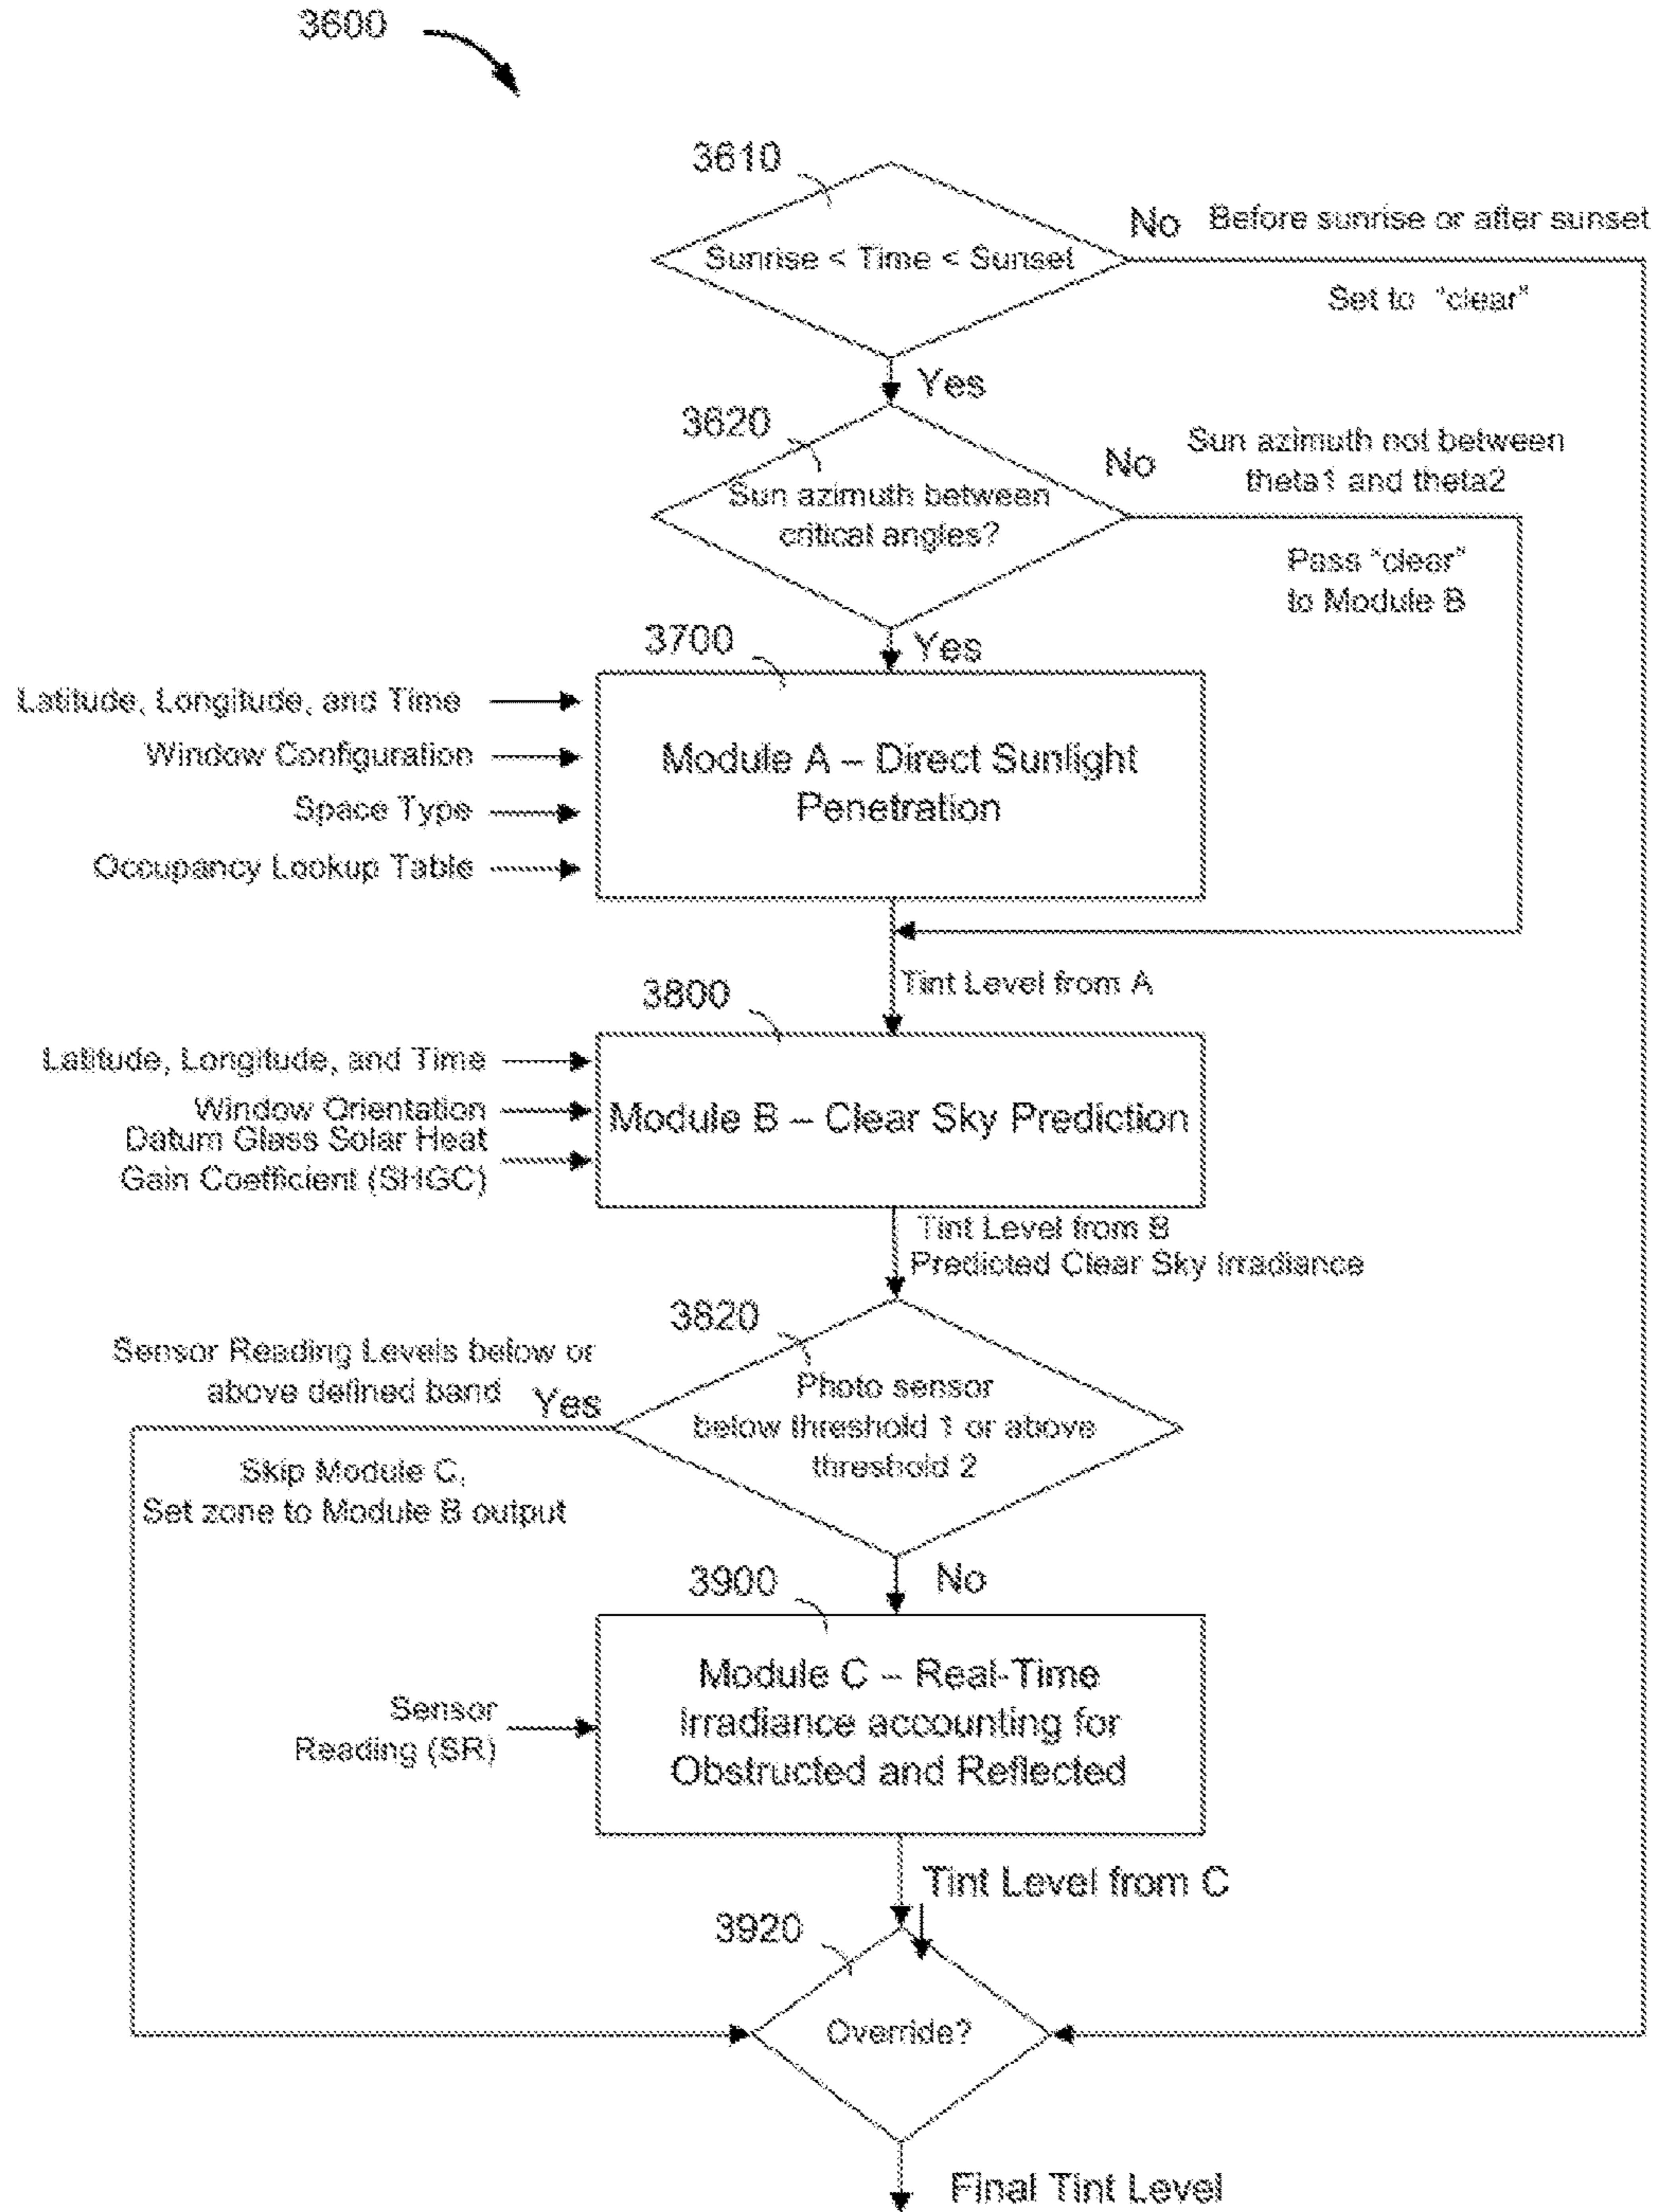 3600
3610
Sunrise < Time < Sunset
No
Before sunrise or after sunset
Set to "clear"
Yes
3620
Sun azimuth between
critical angles?
No
Sun azimuth not between
theta1 and theta2
Pass "clear"
to Module B
Yes
3700
Latitude, Longitude, and Time
Window Configuration
Space Type
Occupancy Lookup Table
Module A – Direct Sunlight
Penetration
Tint Level from A
3800
Latitude, Longitude, and Time
Window Orientation
Datum Glass Solar Heat
Gain Coefficient (SHGC)
Module B – Clear Sky Prediction
Tint Level from B
Predicted Clear Sky Irradiance
3820
Sensor Reading Levels below or
above defined band
Yes
Photo sensor
below threshold 1 or above
threshold 2
Skip Module C,
Set zone to Module B output
No
3900
Module C – Real-Time
Irradiance accounting for
Obstructed and Reflected
Sensor
Reading (SR)
Tint Level from C
3920
Override?
Final Tint Level